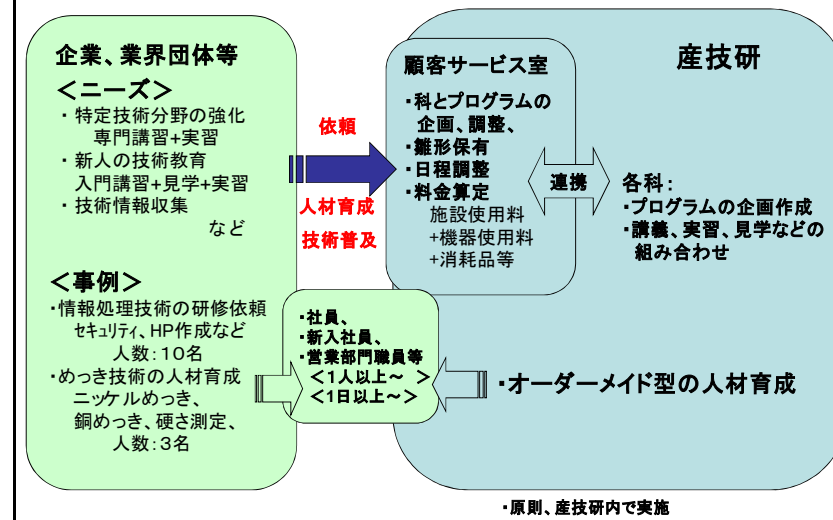 企業、業界団体等
＜ニーズ＞
・特定技術分野の強化
専門講習+実習
・新人の技術教育
入門講習+見学+実習
・技術情報収集
など
＜事例＞
・情報処理技術の研修依頼
セキュリティ、HP作成など
人数：１０名
・めっき技術の人材育成
ニッケルめっき、
銅めっき、硬さ測定、
人数：３名
依頼
人材育成
技術普及
・社員、
・新入社員、
・営業部門職員等
＜１人以上～ ＞
＜１日以上～＞
顧客サービス室
・科とプログラムの
企画、調整、
・雛形保有
・日程調整
・料金算定
施設使用料
+機器使用料
+消耗品等
連携
産技研
各科：
・プログラムの企画作成
・講義、実習、見学などの
組み合わせ
・オーダーメイド型の人材育成
・原則、産技研内で実施